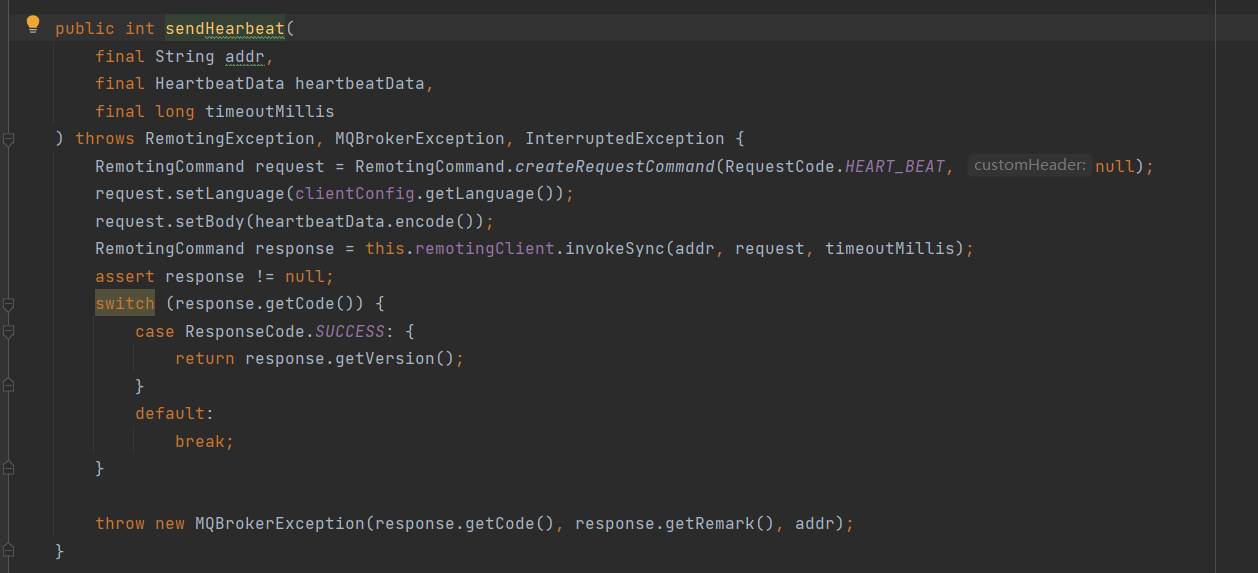 public int sendHearbeat(
final String addr,
final HeartbeatData heartbeatData,
final long timeoutMillis
) throws RemotingException, MQBrokerException, InterruptedException {
RemotingCommand request = RemotingCommand.createRequestCommand(RequestCode.HEART_BEAT, customHeader: null);
request.setLanguage(clientConfig.getLanguage());
request.setBody(heartbeatData.encode());
RemotingCommand response = this.remotingClient.invokeSync(addr, request, timeoutMillis);
assert response != null;
switch (response.getCode()) {
case ResponseCode.SUCCESS: {
return response.getVersion();
}
default:
break;
}
throw new MQBrokerException(response.getCode(), response.getRemark(), addr);
}